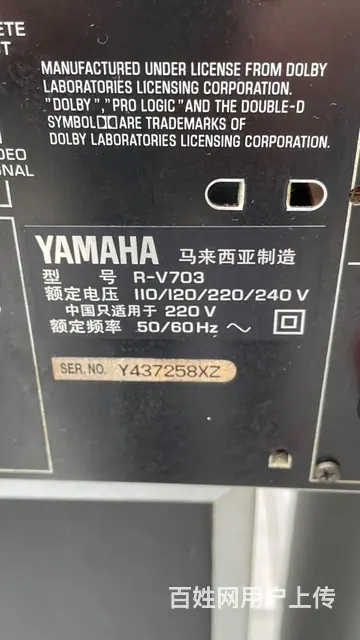 ETE
T
MANUFACTURED UNDER LICENSE FROM DOLBY
LABORATORIES LICENSING CORPORATION.
"DOLBY","PRO LOGIC"AND THE DOUBLE-D
SYMBOL ARE TRADEMARKS OF
DOLBY LABORATORIES LICENSING CORPORATION.
DEO
NAL
YAMAHA 马来西亚制造
型 号 R-V703
额定电压 110/120/220/240 V
中国只适用于 220 V
额定频率 50/60 Hz ~
SER. NO. Y437258XZ
百姓网用户上传